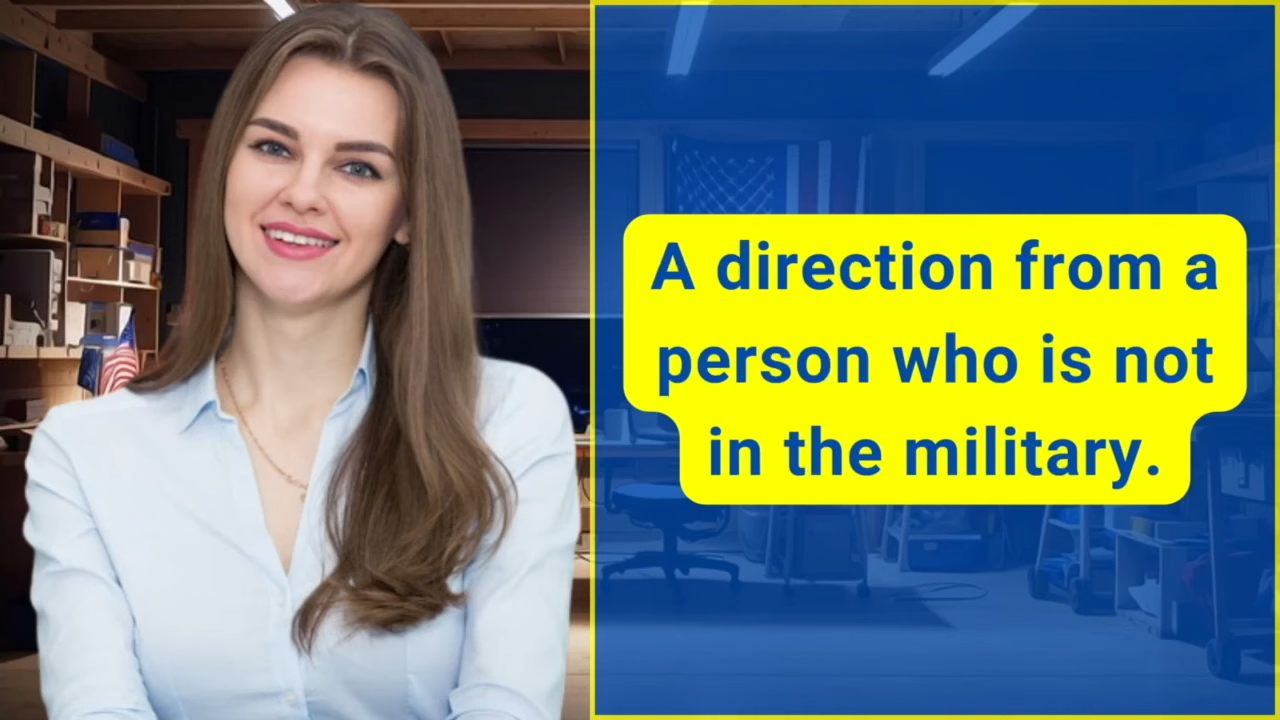 A direction from a
person who is not
in the military.